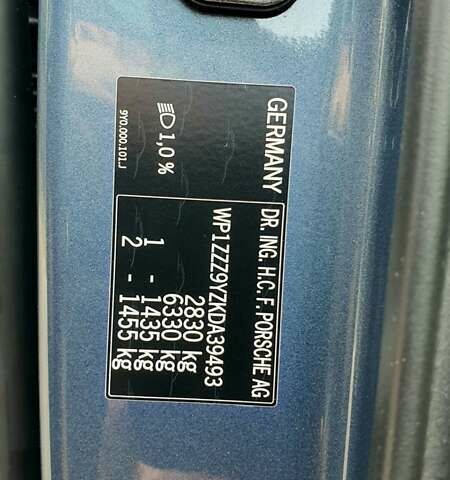 GERMANY DR. ING. H.C. F. PORSCHE AG
WP1ZZZ9YZKDA39493
2830 kg
6330 kg
1 - 1435 kg
2 - 1455 kg
1,0 %
9Y0.000.101.J